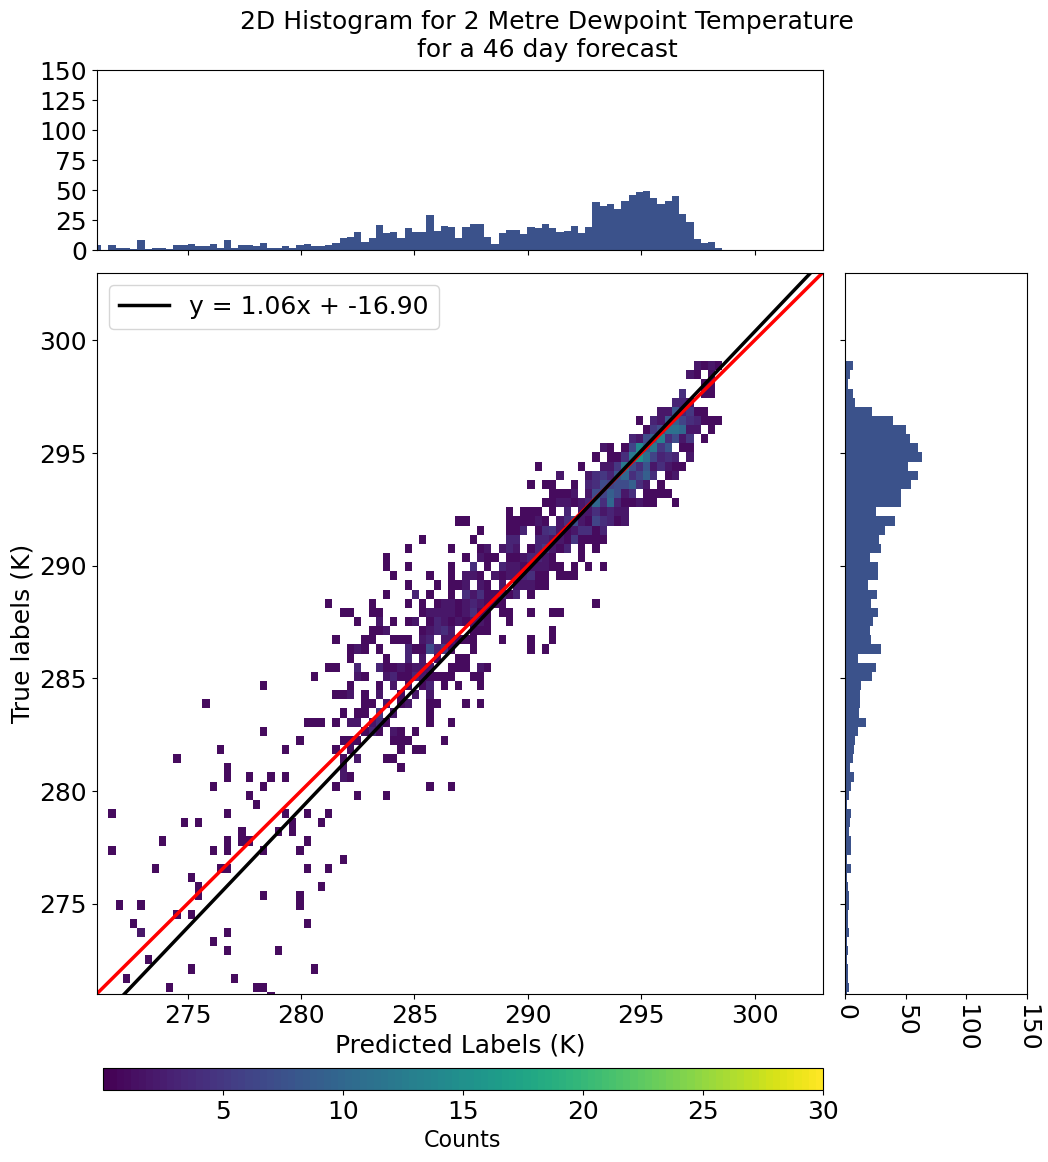 2D Histogram for 2 Metre Dewpoint Temperature
for a 46 day forecast
150
125
100
75
50
25
0
y = 1.06x + -16.90
300
295
290
285
280
275
True labels (K)
275 280 285 290 295 300
Predicted Labels (K)
0 50 100 150
5 10 15 20 25 30
Counts